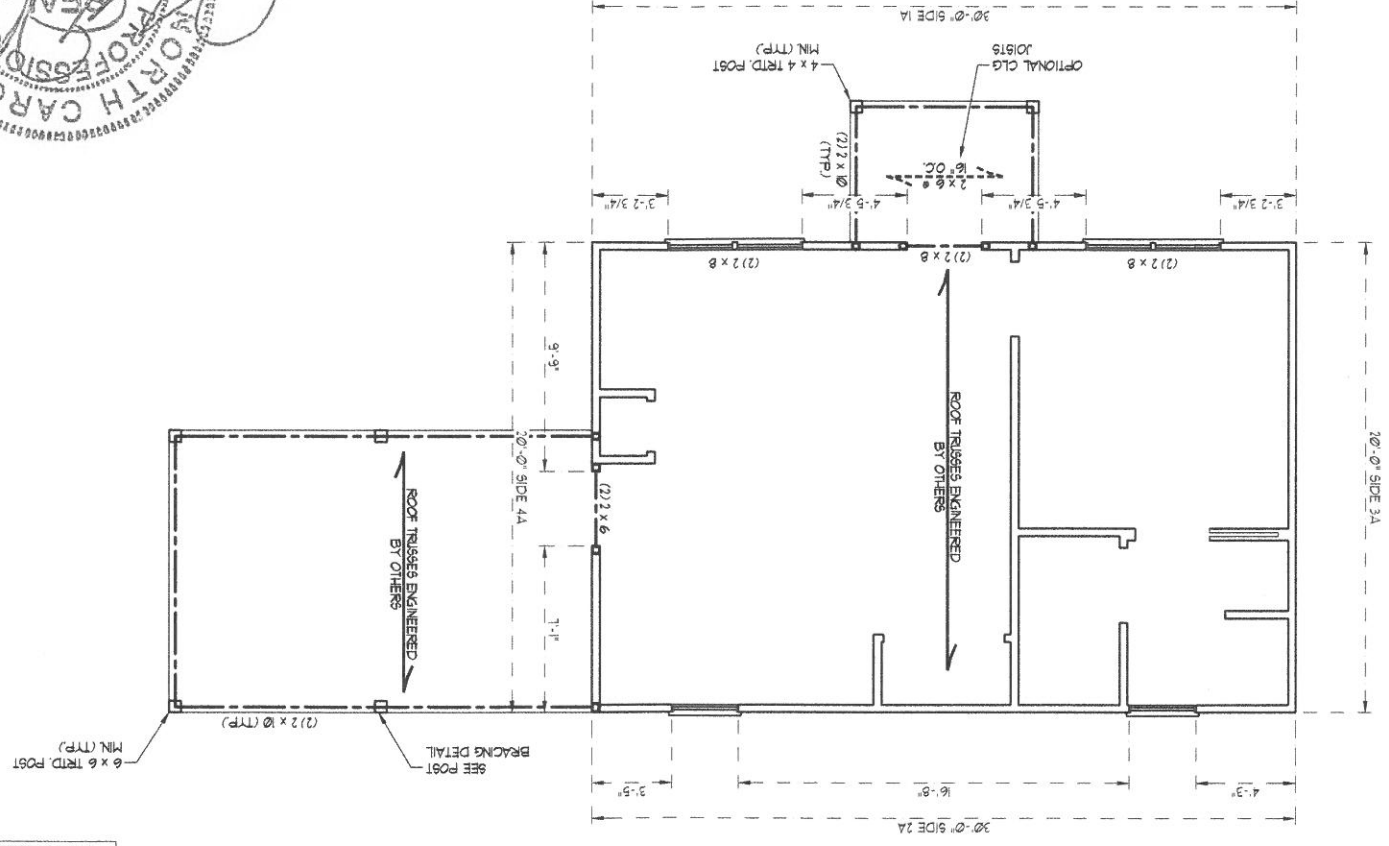 30'-0" SIDE 2A
4'-3"
16'-8"
3'-5"
SEE POST
BRACING DETAIL
6 x 6 TRTD. POST
MIN. (TYP.)
(2) 2 x 10 (TYP.)
20'-0" SIDE 3A
ROOF TRUSSES ENGINEERED
BY OTHERS
7'-1"
(2) 2 x 6
20'-0" SIDE 4A
ROOF TRUSSES ENGINEERED
BY OTHERS
9'-9"
(2) 2 x 8
(2) 2 x 8
(2) 2 x 8
3'-2 3/4"
4'-5 3/4"
2 x 6 @
16" O.C.
4'-5 3/4"
3'-2 3/4"
(2) 2 x 10
(TYP.)
OPTIONAL CLG
JOISTS
4 x 4 TRTD. POST
MIN. (TYP.)
30'-0" SIDE 1A
NORTH CARO
PROFESSIO
SEA